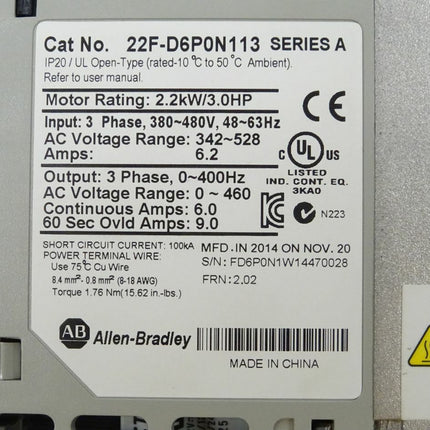 Cat No. 22F-D6P0N113 SERIES A
IP20 / UL Open-Type (rated-10 °C to 50 °C Ambient).
Refer to user manual.
Motor Rating: 2.2kW/3.0HP
CE
Input: 3 Phase, 380~480V, 48~63Hz
AC Voltage Range: 342~528
Amps: 6.2
C UL US
LISTED
IND. CONT. EQ.
3KA0
Output: 3 Phase, 0~400Hz
AC Voltage Range: 0 ~ 460
Continuous Amps: 6.0
60 Sec Ovld Amps: 9.0
N223
SHORT CIRCUIT CURRENT: 100kA
POWER TERMINAL WIRE:
Use 75°C Cu Wire
8.4 mm²- 0.8 mm² (8-18 AWG)
Torque 1.76 Nm(15.62 in.-lbs.)
MFD.IN 2014 ON NOV. 20
S/N: FD6P0N1W14470028
FRN: 2.02
AB Allen-Bradley
MADE IN CHINA